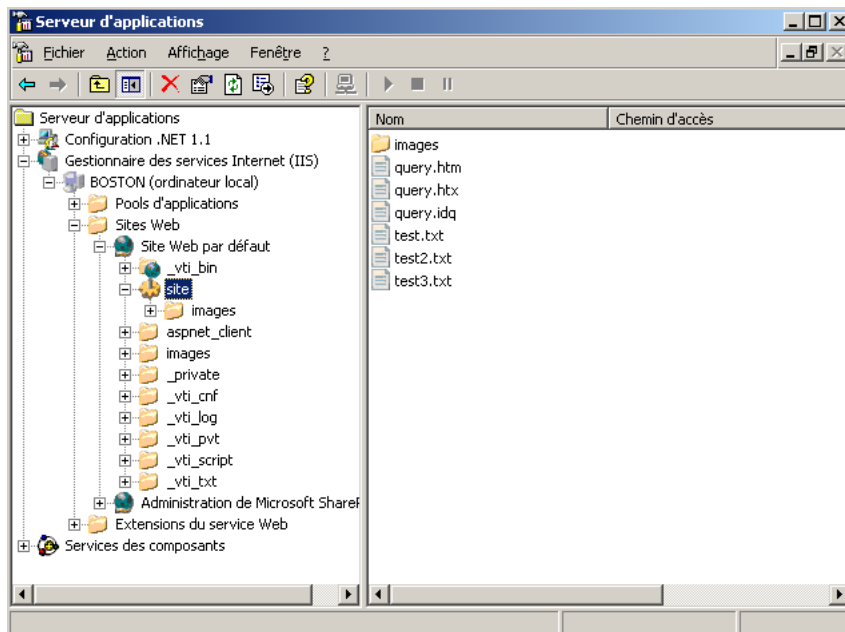 Serveur d'applications
Fichier Action Affichage Fenêtre ?
Serveur d'applications
Configuration .NET 1.1
Gestionnaire des services Internet (IIS)
BOSTON (ordinateur local)
Pools d'applications
Sites Web
Site Web par défaut
_vti_bin
site
images
aspnet_client
images
_private
_vti_cnf
_vti_log
_vti_pvt
_vti_script
_vti_txt
Administration de Microsoft ShareP
Extensions du service Web
Services des composants
Nom Chemin d'accès
images
query.htm
query.htx
query.idq
test.txt
test2.txt
test3.txt